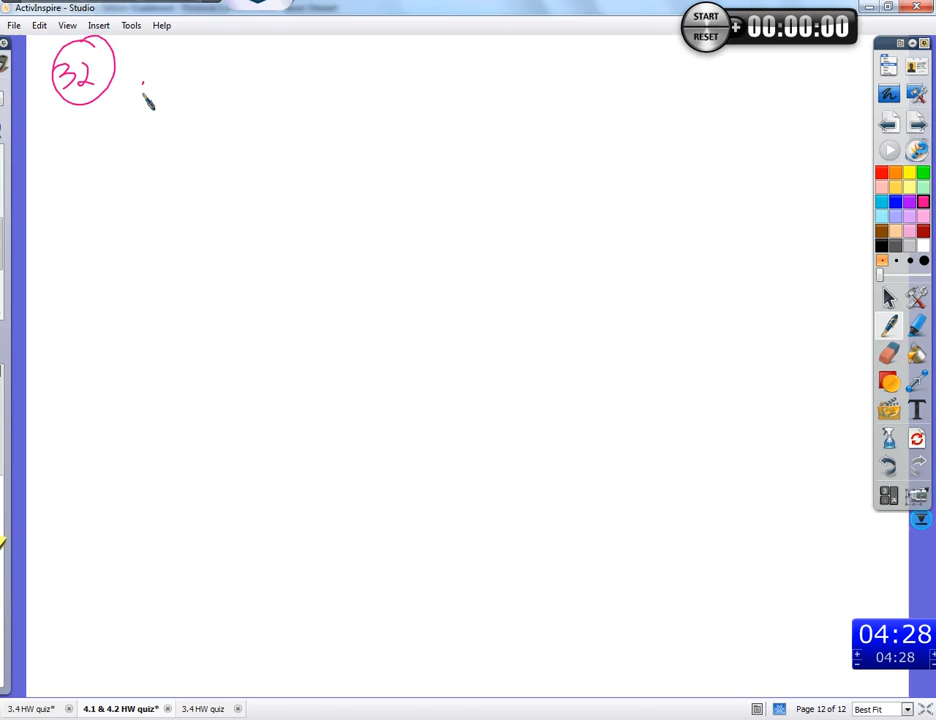 ActivInspire - Studio
File Edit View Insert Tools Help
START
RESET
+ 00:00:00
32
T
04:28
04:28
3.4 HW quiz*
4.1 & 4.2 HW quiz*
3.4 HW quiz
Page 12 of 12
Best Fit